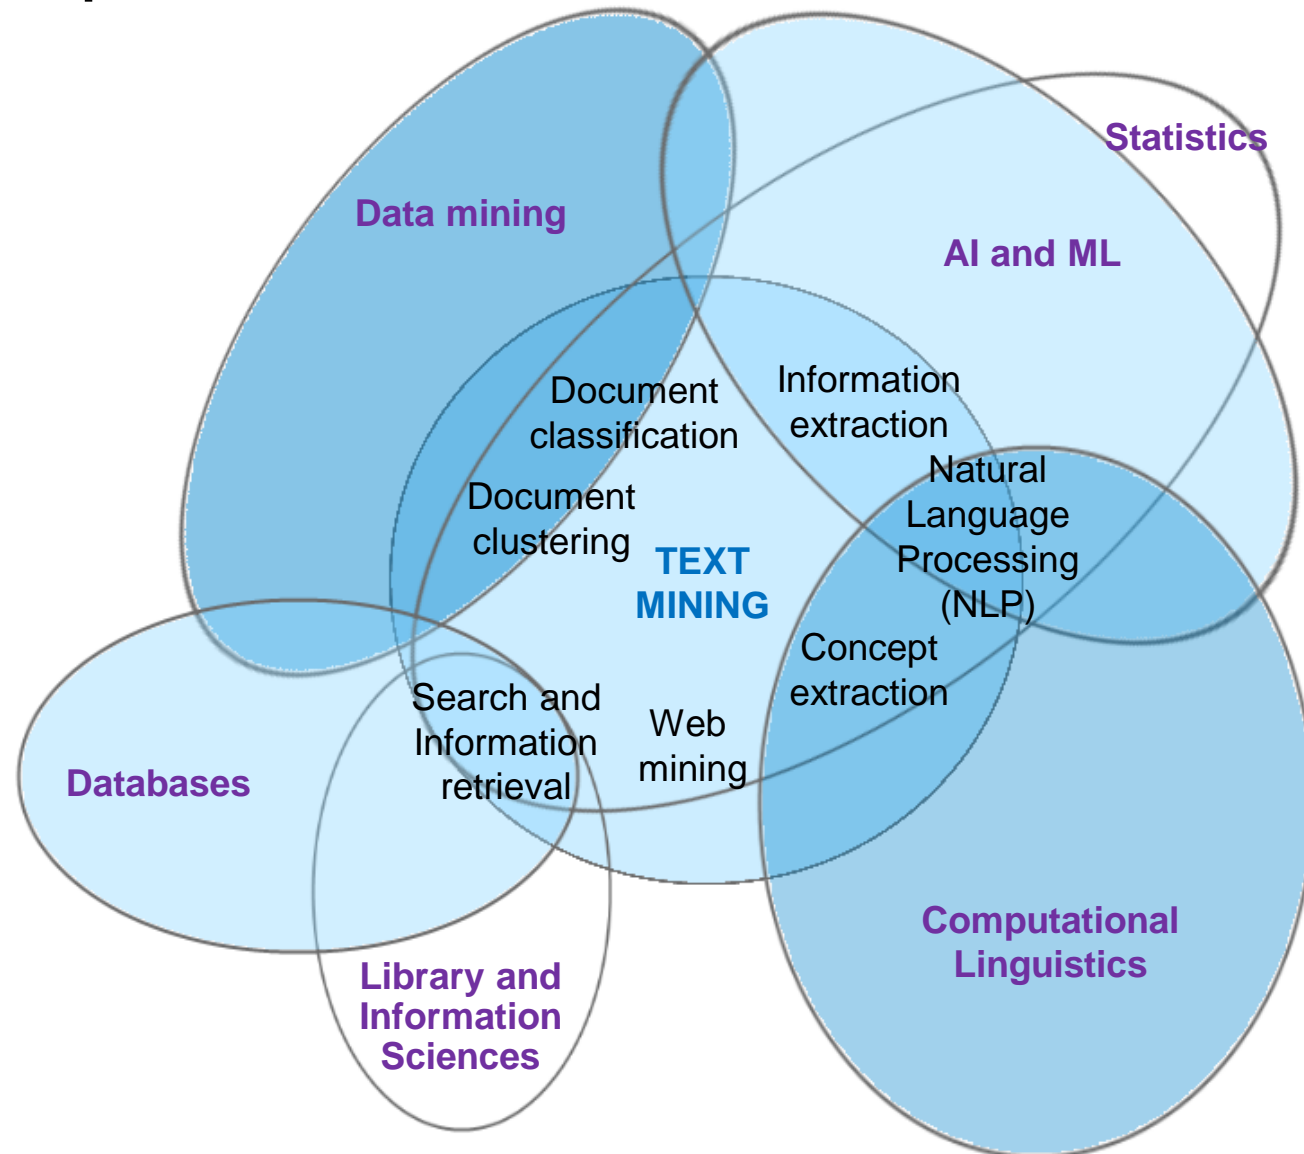 Statistics
Data mining
AI and ML
Document
classification
Information
extraction
Natural
Language
Processing
(NLP)
Document
clustering
TEXT
MINING
Concept
extraction
Search and
Information
retrieval
Web
mining
Databases
Computational
Linguistics
Library and
Information
Sciences